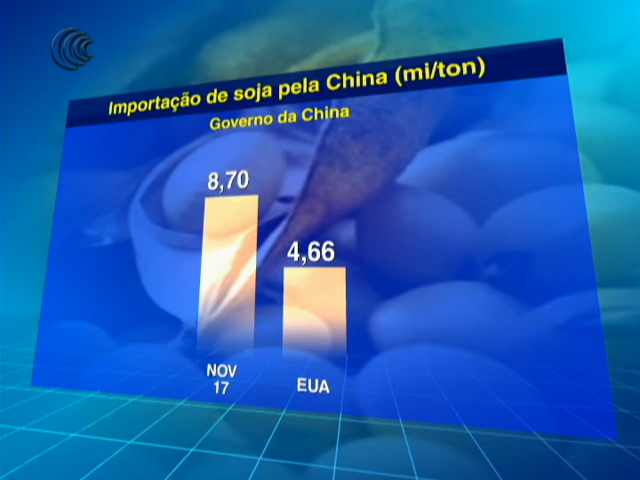 Importação de soja pela China (mi/ton)
Governo da China
8,70
4,66
NOV
17
EUA